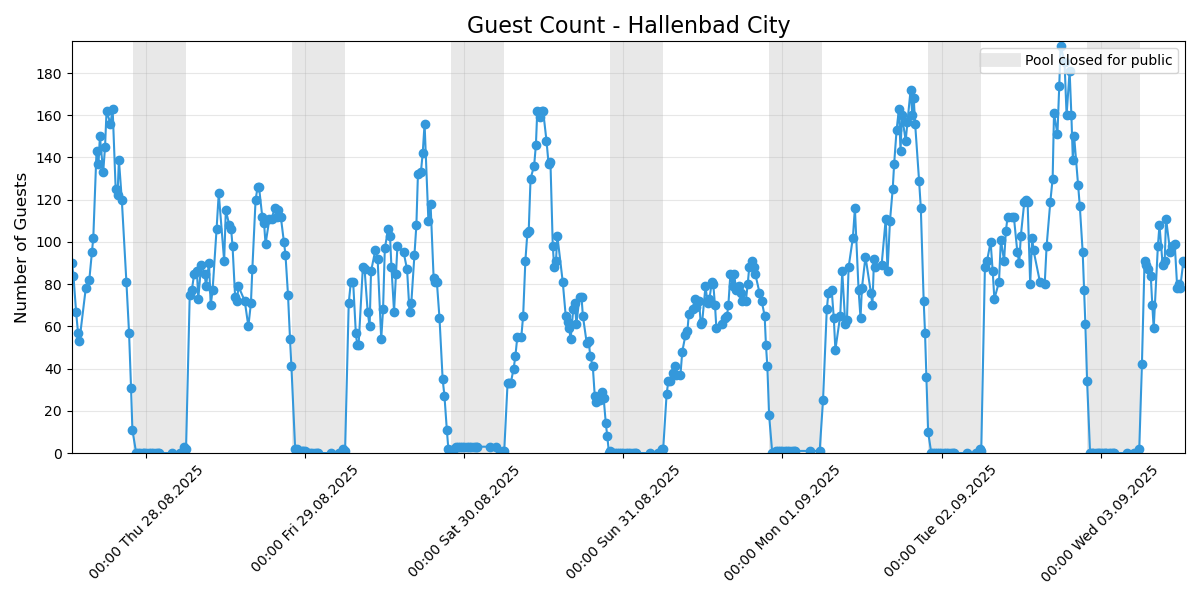 Guest Count - Hallenbad City
Pool closed for public
Number of Guests
180
160
140
120
100
80
60
40
20
0
00:00 Thu 28.08.2025
00:00 Fri 29.08.2025
00:00 Sat 30.08.2025
00:00 Sun 31.08.2025
00:00 Mon 01.09.2025
00:00 Tue 02.09.2025
00:00 Wed 03.09.2025